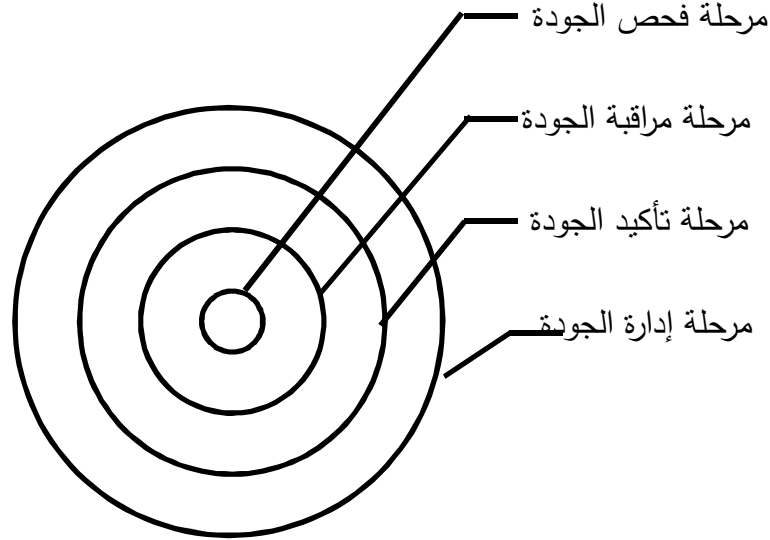 مرحلة فحص الجودة
مرحلة مراقبة الجودة
مرحلة تأكيد الجودة
مرحلة إدارة الجودة